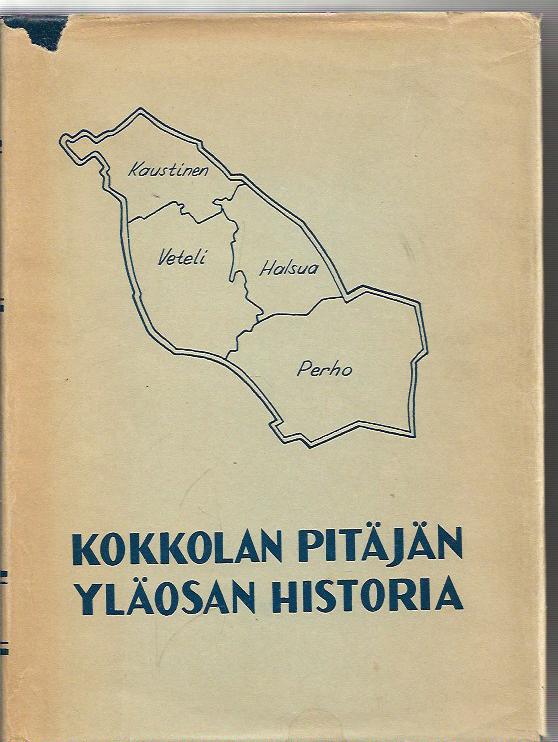 Kaustinen
Veteli
Halsua
Perho
KOKKOLAN PITÄJÄN
YLÄOSAN HISTORIA